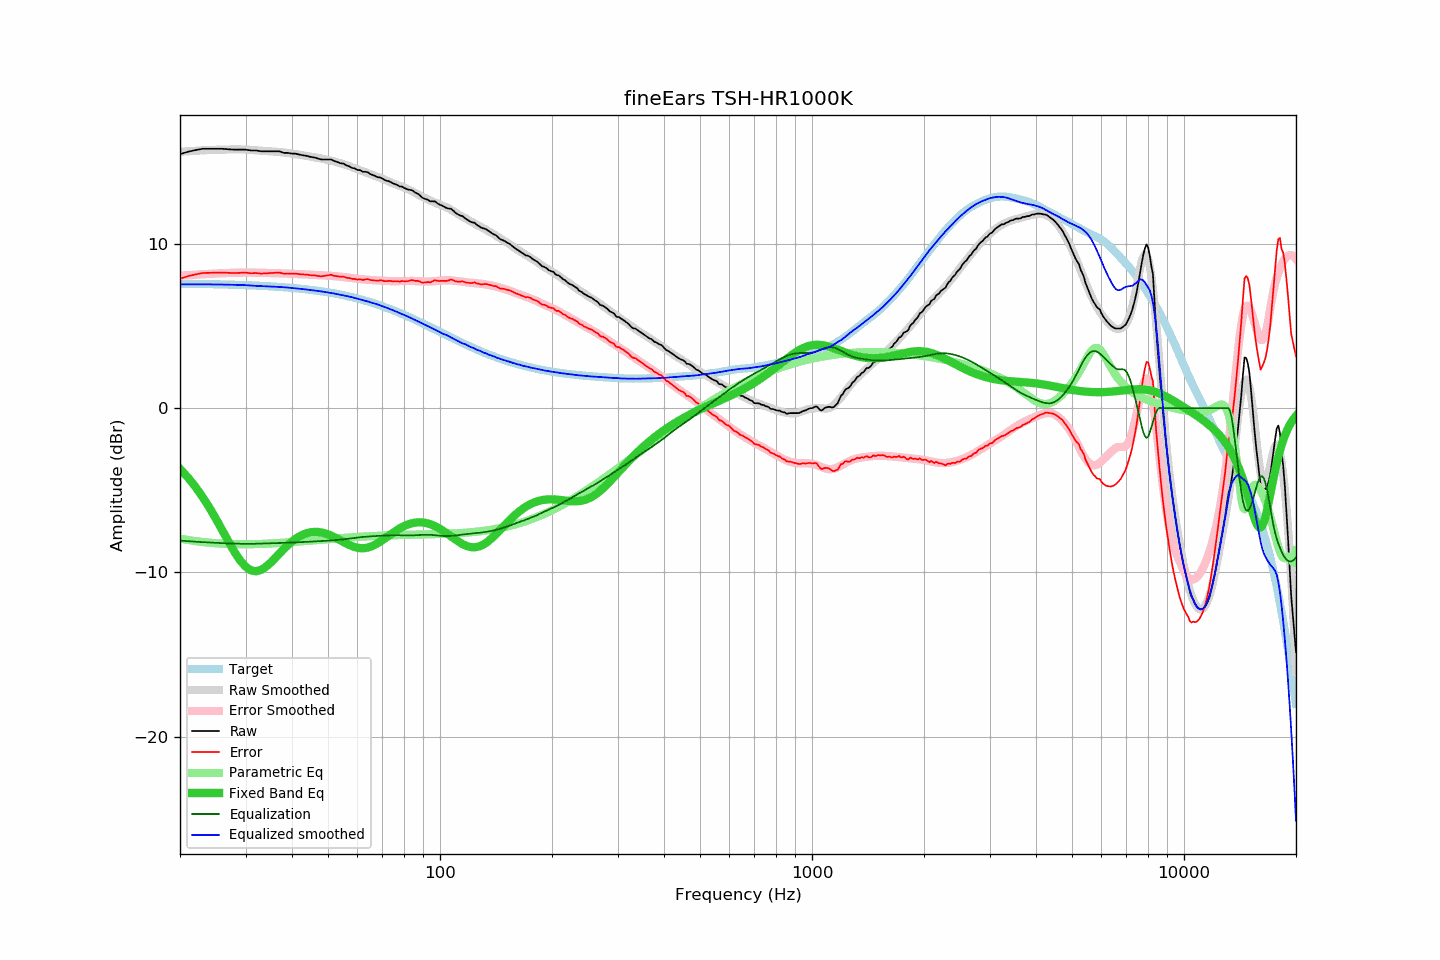 fineEars TSH-HR1000K
10
0
−10
−20
Amplitude (dBr)
Target
Raw Smoothed
Error Smoothed
Raw
Error
Parametric Eq
Fixed Band Eq
Equalization
Equalized smoothed
100
1000
10000
Frequency (Hz)